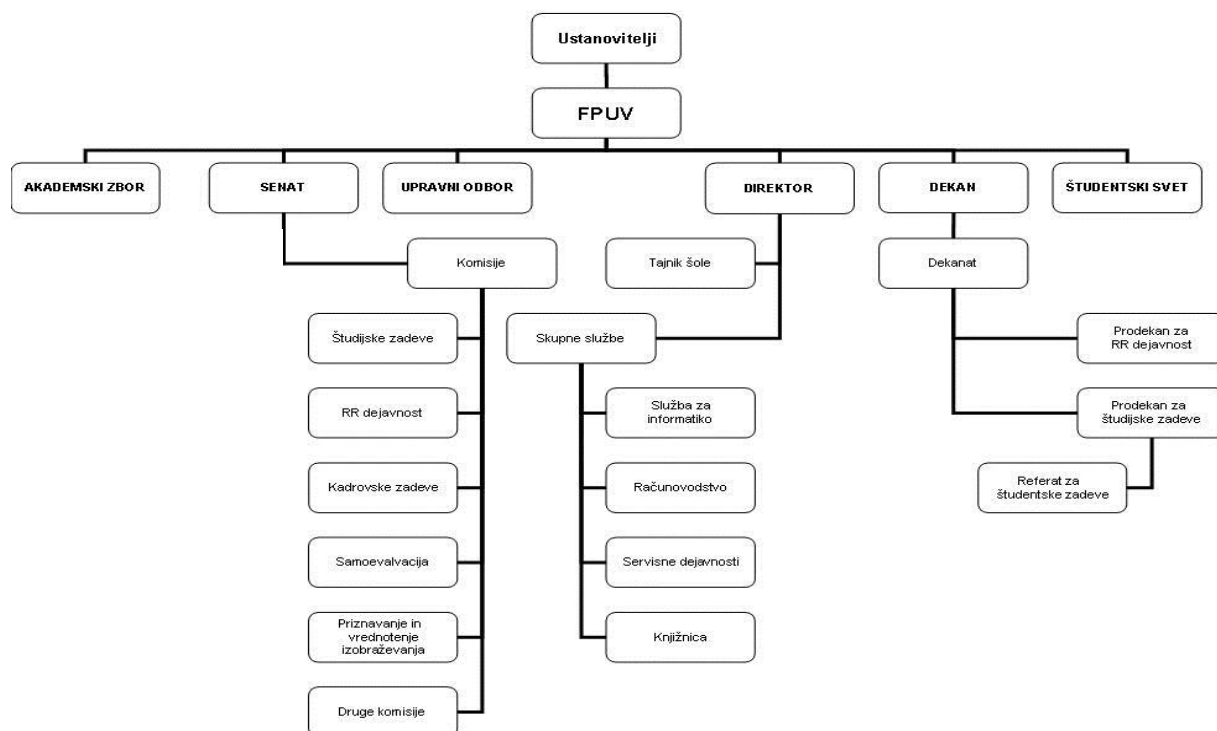 Ustanovitelji
FPUV
AKADEMSKI ZBOR
SENAT
UPRAVNI ODBOR
DIREKTOR
DEKAN
ŠTUDENTSKI SVET
Komisije
Tajnik šole
Dekanat
Študijske zadeve
Skupne službe
Prodekan za
RR dejavnost
RR dejavnost
Služba za
informatiko
Prodekan za
študijske zadeve
Kadrovske zadeve
Računovodstvo
Referat za
študentske zadeve
Samoevalvacija
Servisne dejavnosti
Priznavanje in
vrednotenje
izobraževanja
Knjižnica
Druge komisije